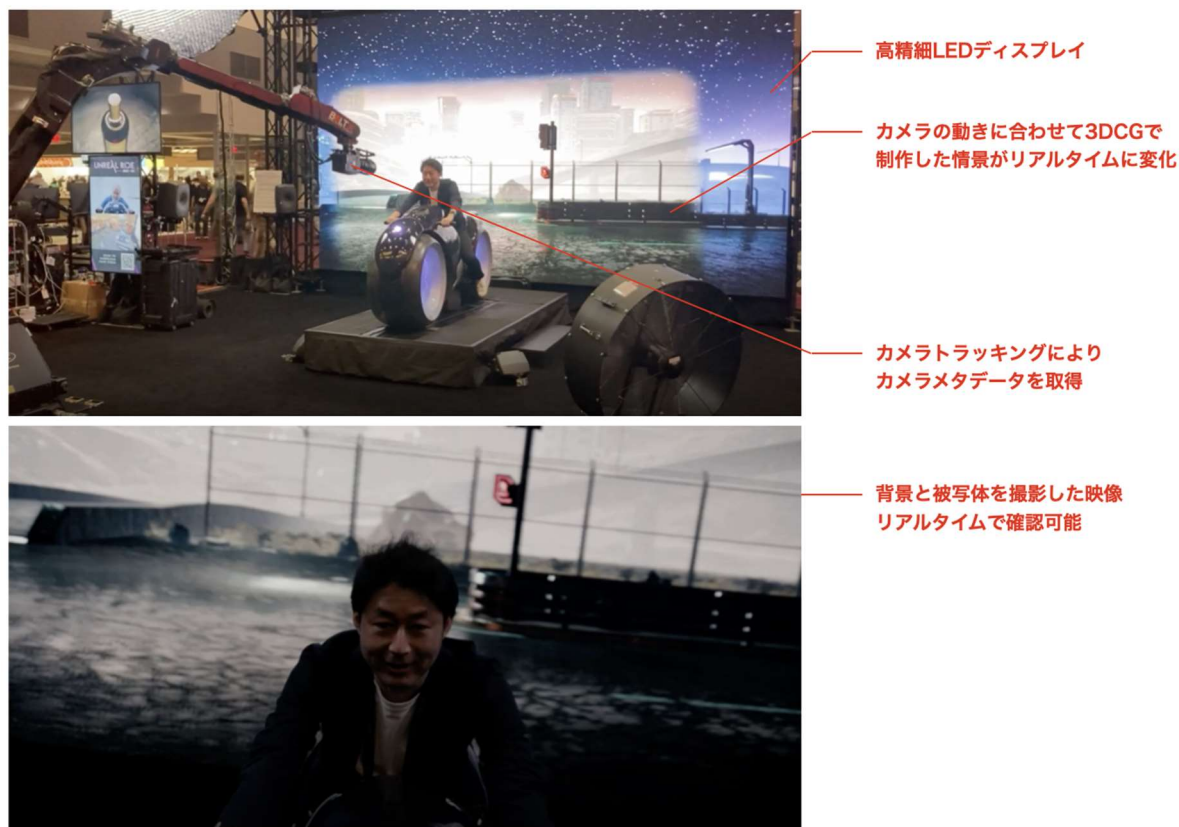 高精細LEDディスプレイ
カメラの動きに合わせて3DCGで
制作した情景がリアルタイムに変化
カメラトラッキングにより
カメラメタデータを取得
背景と被写体を撮影した映像
リアルタイムで確認可能
BOLT
UNREAL ROE